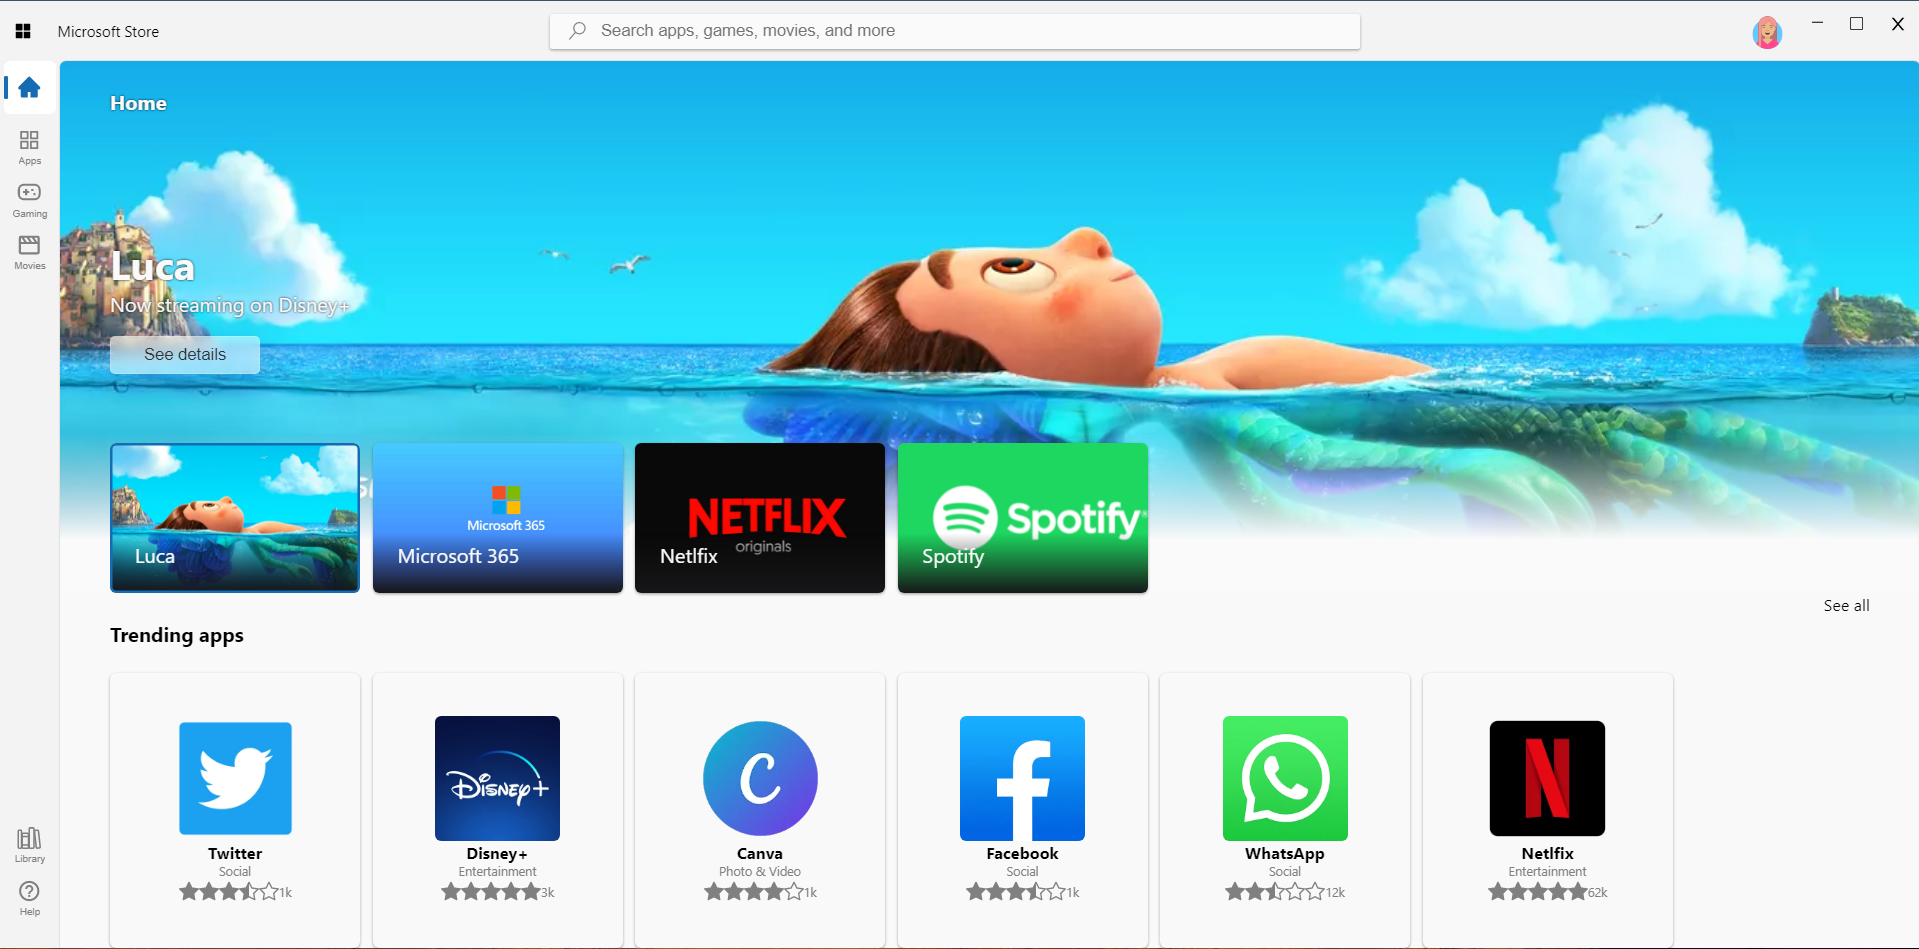 Microsoft Store
Search apps, games, movies, and more
Home
Apps
Gaming
Movies
Luca
Now streaming on Disney+
See details
Luca
Microsoft 365
Microsoft 365
NETFLIX
originals
Netlfix
Spotify
Spotify
See all
Trending apps
Twitter
Social
1k
Disney+
Disney+
Entertainment
3k
C
Canva
Photo & Video
1k
f
Facebook
Social
1k
WhatsApp
Social
12k
N
Netlfix
Entertainment
62k
Library
Help